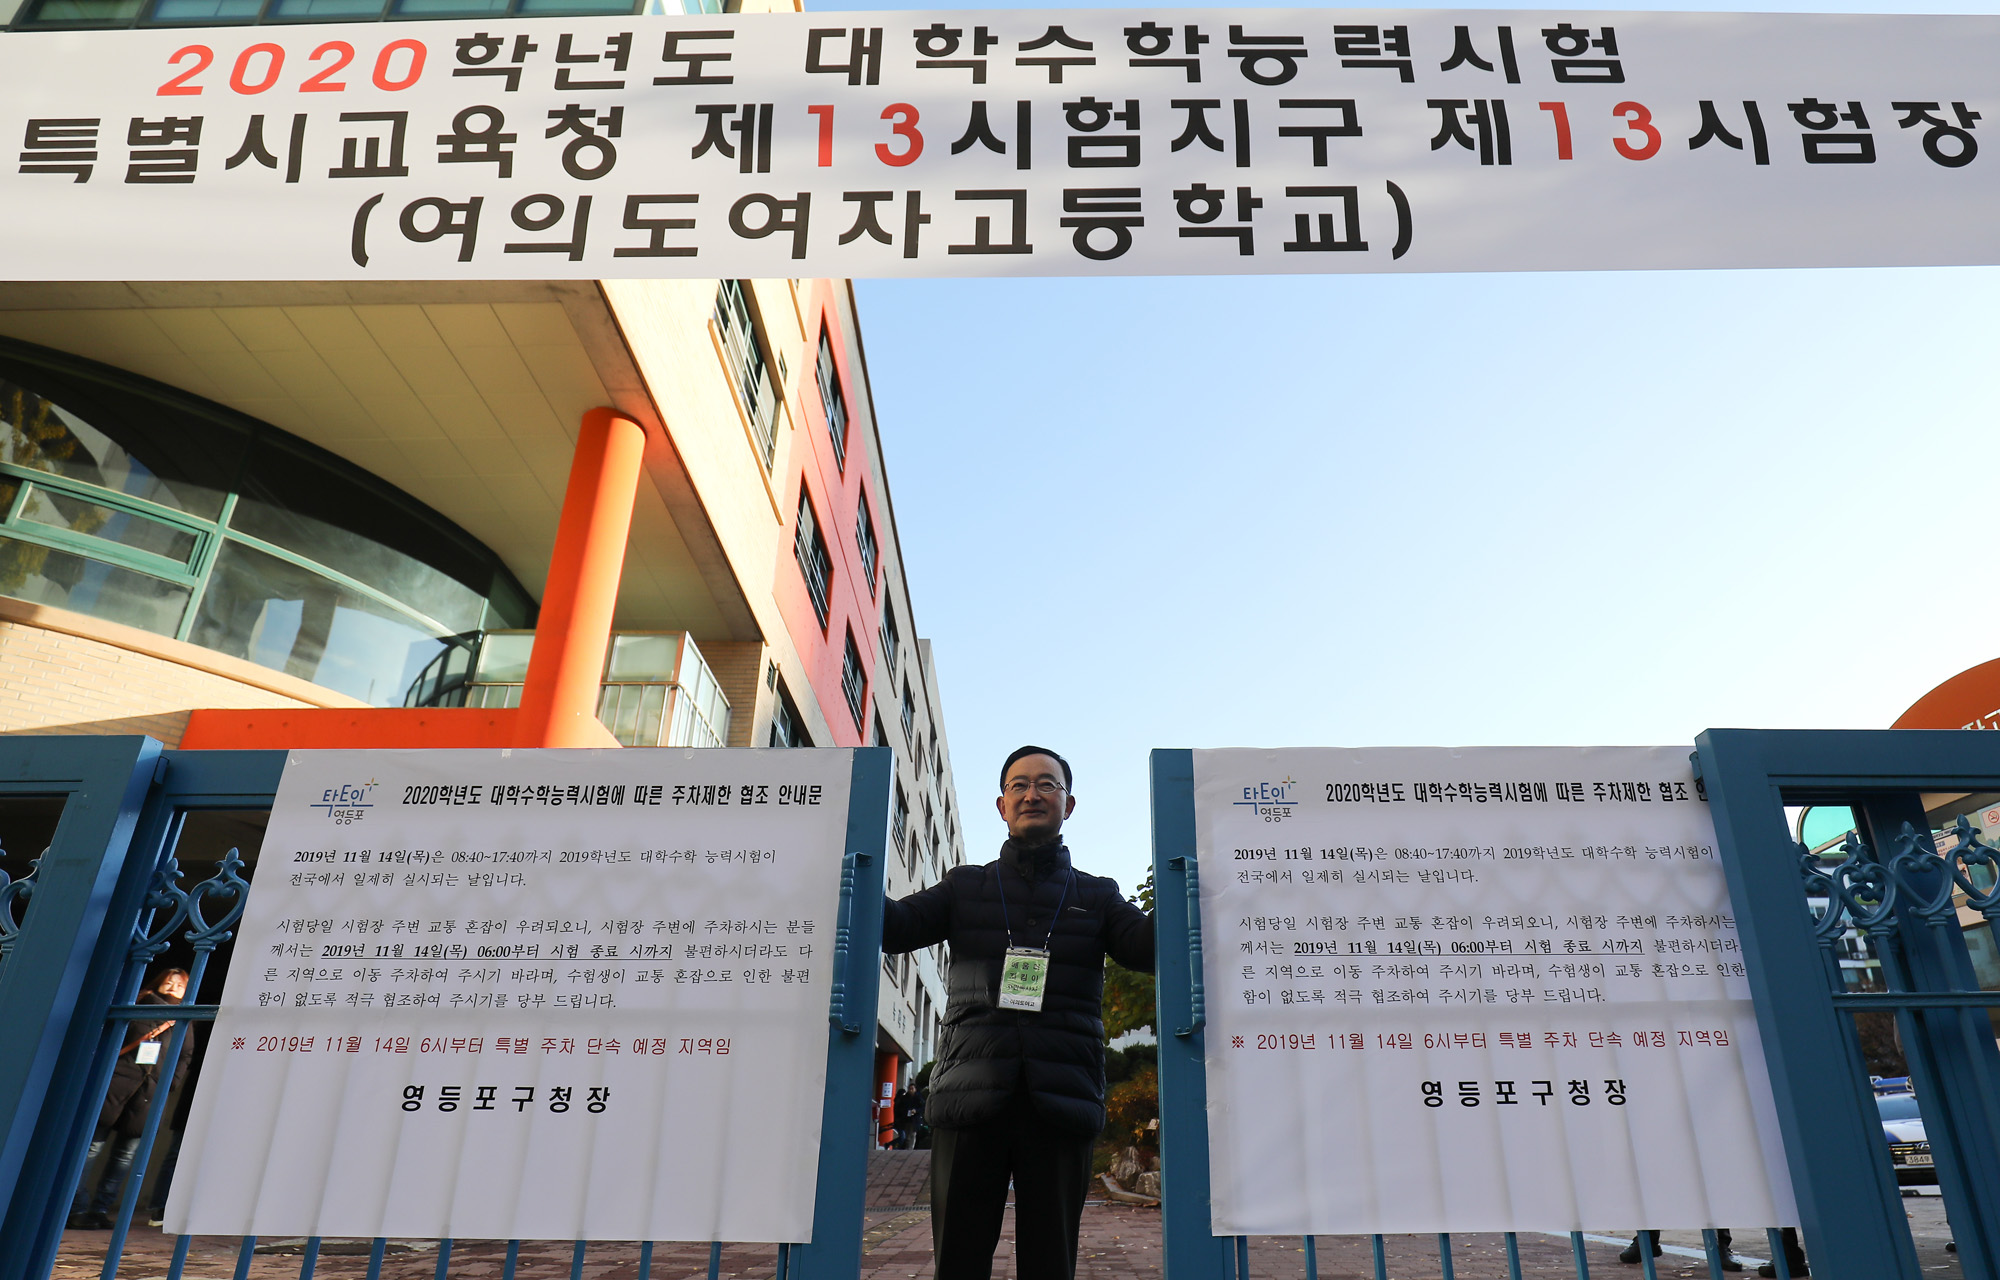 2020학년도 대학수학능력시험
특별시교육청 제13시험지구 제13시험장
(여의도여자고등학교)
탁트인
영등포
2020학년도 대학수학능력시험에 따른 주차제한 협조 안내문
2019년 11월 14일(목)은 08:40~17:40까지 2019학년도 대학수학 능력시험이
전국에서 일제히 실시되는 날입니다.
시험당일 시험장 주변 교통 혼잡이 우려되오니, 시험장 주변에 주차하시는 분들
께서는 2019년 11월 14일(목) 06:00부터 시험 종료 시까지 불편하시더라도 다
른 지역으로 이동 주차하여 주시기 바라며, 수험생이 교통 혼잡으로 인한 불편
함이 없도록 적극 협조하여 주시기를 당부 드립니다.
※ 2019년 11월 14일 6시부터 특별 주차 단속 예정 지역임
영등포구청장
탁트인
영등포
2020학년도 대학수학능력시험에 따른 주차제한 협조
2019년 11월 14일(목)은 08:40~17:40까지 2019학년도 대학수학 능력시험이
전국에서 일제히 실시되는 날입니다.
시험당일 시험장 주변 교통 혼잡이 우려되오니, 시험장 주변에 주차하시는
께서는 2019년 11월 14일(목) 06:00부터 시험 종료 시까지 불편하시더라
른 지역으로 이동 주차하여 주시기 바라며, 수험생이 교통 혼잡으로 인한
함이 없도록 적극 협조하여 주시기를 당부 드립니다.
※ 2019년 11월 14일 6시부터 특별 주차 단속 예정 지역임
영등포구청장